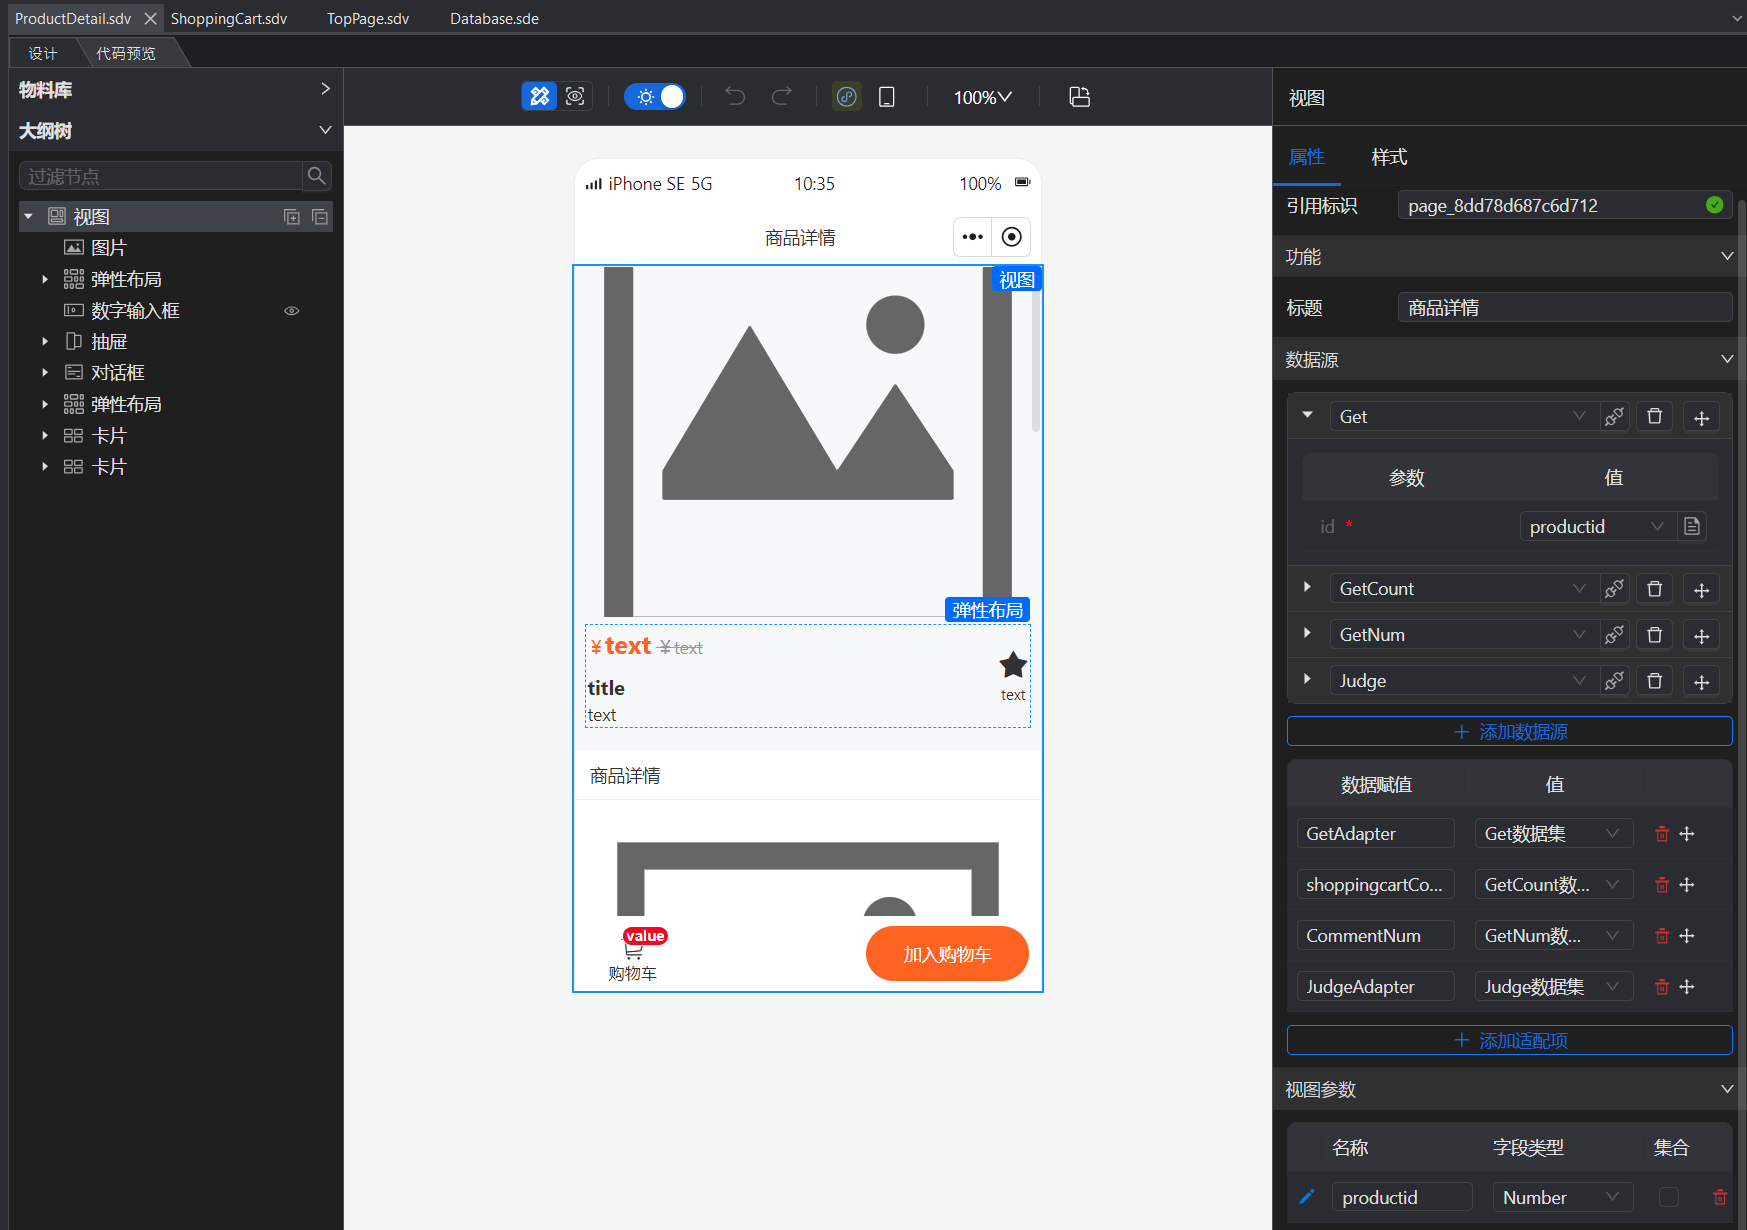 ProductDetail.sdv
ShoppingCart.sdv
TopPage.sdv
Database.sde
设计
代码预览
物料库
大纲树
过滤节点
视图
图片
弹性布局
数字输入框
抽屉
对话框
弹性布局
卡片
卡片
100%
iPhone SE 5G
10:35
100%
商品详情
视图
弹性布局
¥ text ¥ text
title
text
text
商品详情
value
购物车
加入购物车
视图
属性
样式
引用标识
page_8dd78d687c6d712
功能
标题
商品详情
数据源
Get
参数
值
id *
productid
GetCount
GetNum
Judge
添加数据源
数据赋值
值
GetAdapter
Get数据集
shoppingcartCo...
GetCount数...
CommentNum
GetNum数...
JudgeAdapter
Judge数据集
添加适配项
视图参数
名称
字段类型
集合
productid
Number